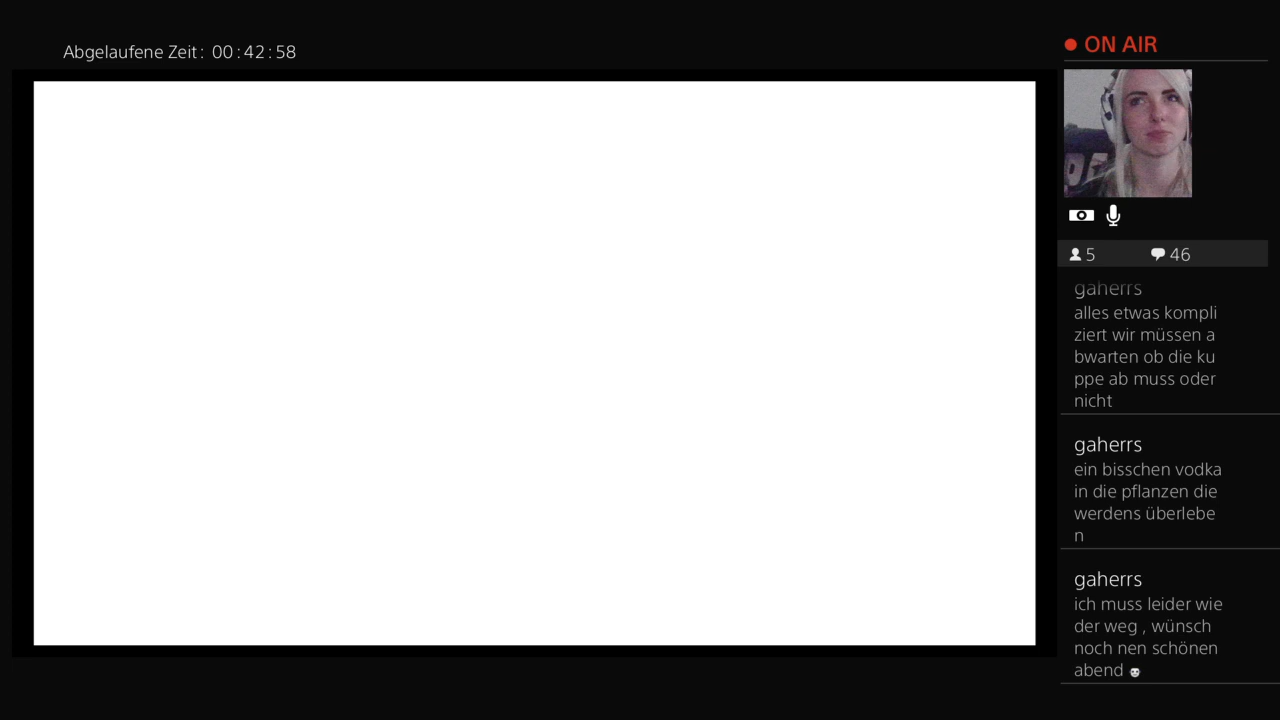 Abgelaufene Zeit: 00:42:58
ON AIR
5 46
gaherrs
alles etwas kompli
ziert wir müssen a
bwarten ob die ku
ppe ab muss oder
nicht
gaherrs
ein bisschen vodka
in die pflanzen die
werdens überlebe
n
gaherrs
ich muss leider wie
der weg , wünsch
noch nen schönen
abend